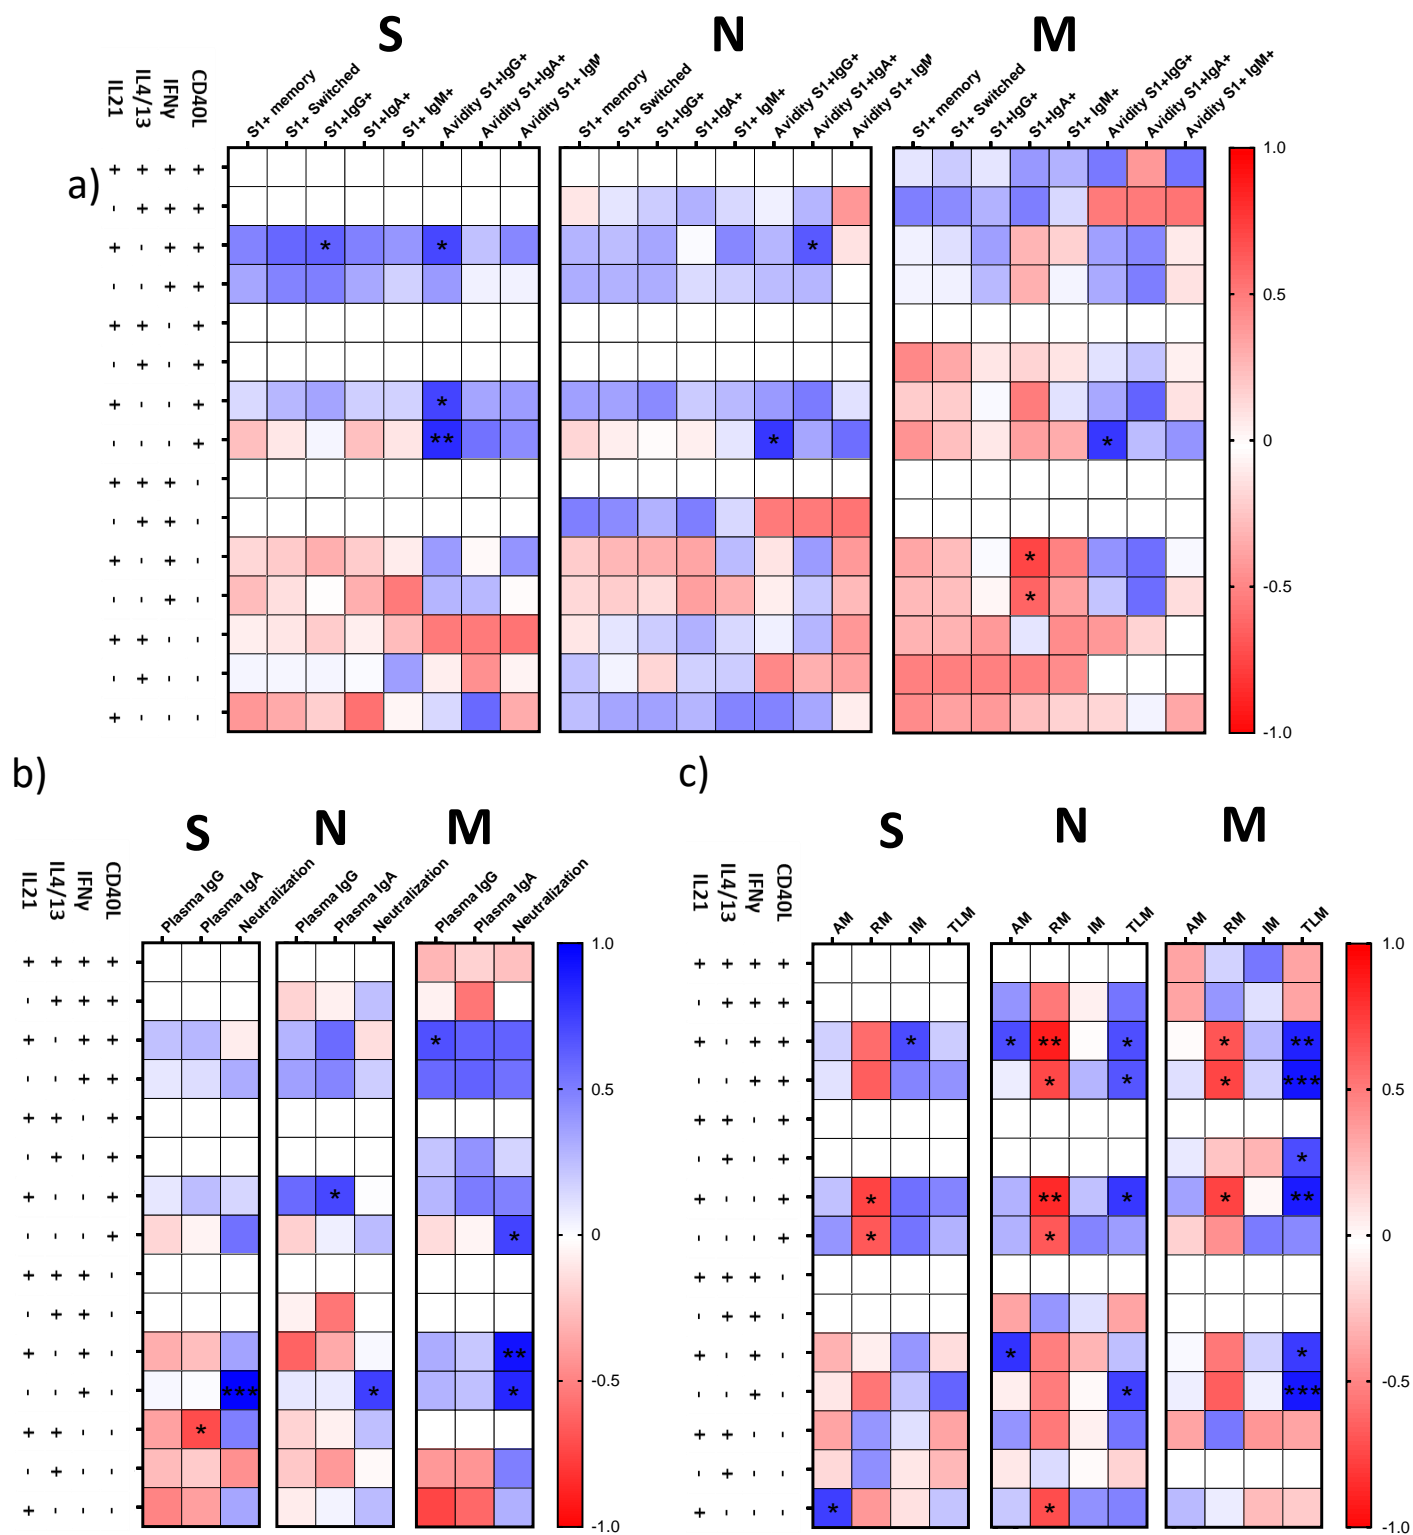 S N M
IL21 IL4/13 IFNγ CD40L
S1+ memory S1+ Switched S1+IgG+ S1+IgA+ S1+ IgM+ Avidity S1+IgG+ Avidity S1+IgA+ Avidity S1+ IgM
S1+ memory S1+ Switched S1+IgG+ S1+IgA+ S1+ IgM+ Avidity S1+IgG+ Avidity S1+IgA+ Avidity S1+ IgM
S1+ memory S1+ Switched S1+IgG+ S1+IgA+ S1+ IgM+ Avidity S1+IgG+ Avidity S1+IgA+ Avidity S1+ IgM+
a)
+ + + + 1.0
- + + +
+ - + + * * *
- - + + 0.5
+ + - +
- + - +
+ - - + *
- - - + ** * * 0
+ + + -
- + + -
+ - + - *
- - + - * -0.5
+ + - -
- + - -
+ - - - -1.0
b)
S N M
IL21 IL4/13 IFNγ CD40L
Plasma IgG Plasma IgA Neutralization
Plasma IgG Plasma IgA Neutralization
Plasma IgG Plasma IgA Neutralization
+ + + + 1.0
- + + +
+ - + + *
- - + + 0.5
+ + - +
- + - +
+ - - + *
- - - + * 0
+ + + -
- + + -
+ - + - **
- - + - *** * * -0.5
+ + - - *
- + - -
+ - - - -1.0
c)
S N M
IL21 IL4/13 IFNγ CD40L
AM RM IM TLM
AM RM IM TLM
AM RM IM TLM
+ + + + 1.0
- + + +
+ - + + * * ** * * **
- - + + * * * *** 0.5
+ + - +
- + - + *
+ - - + * ** * * **
- - - + * * 0
+ + + -
- + + -
+ - + - * *
- - + - * *** -0.5
+ + - -
- + - -
+ - - - * * -1.0